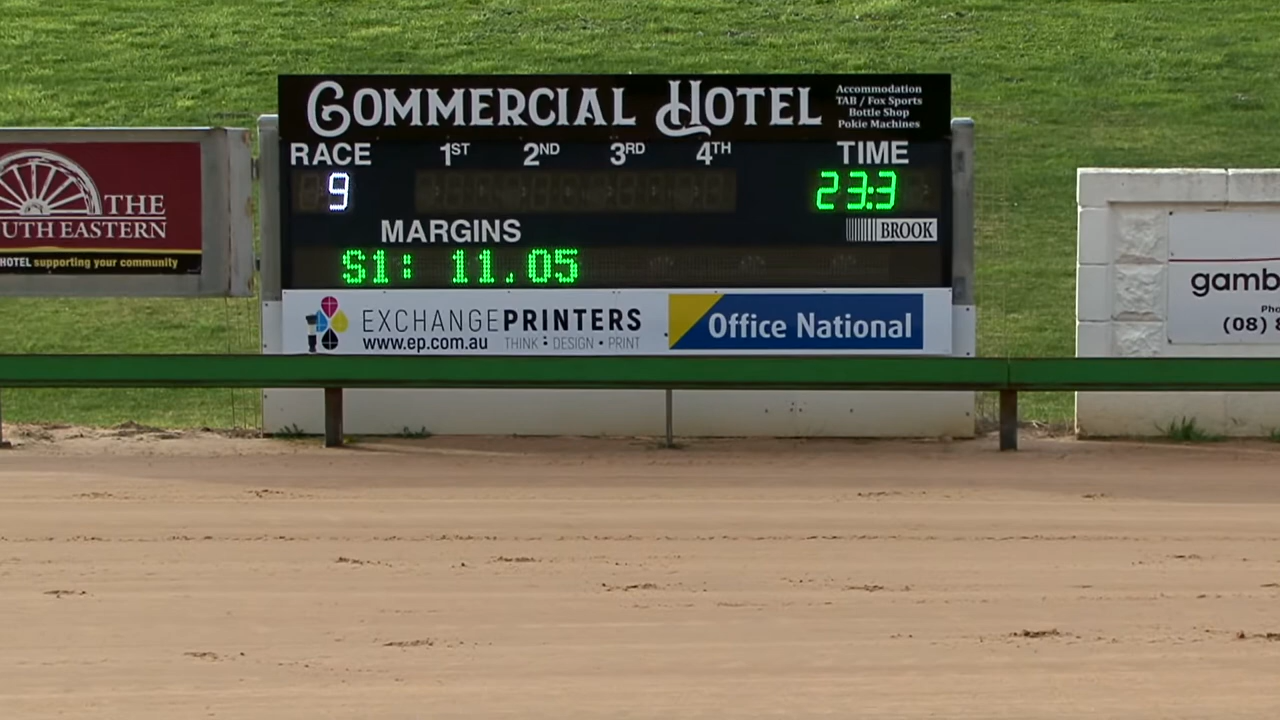 COMMERCIAL HOTEL
Accommodation
TAB / Fox Sports
Bottle Shop
Pokie Machines
RACE 1ST 2ND 3RD 4TH TIME
9 23:3
MARGINS
BROOK
S1: 11.05
EXCHANGEPRINTERS
www.ep.com.au THINK : DESIGN • PRINT
Office National
THE
UTH EASTERN
HOTEL supporting your community
gamb
Pho
(08)